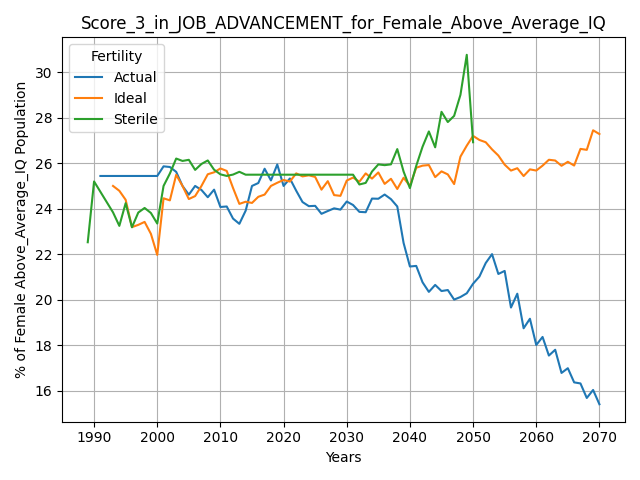 Score_3_in_JOB_ADVANCEMENT_for_Female_Above_Average_IQ
% of Female Above_Average_IQ Population
Fertility
Actual
Ideal
Sterile
30
28
26
24
22
20
18
16
1990 2000 2010 2020 2030 2040 2050 2060 2070
Years